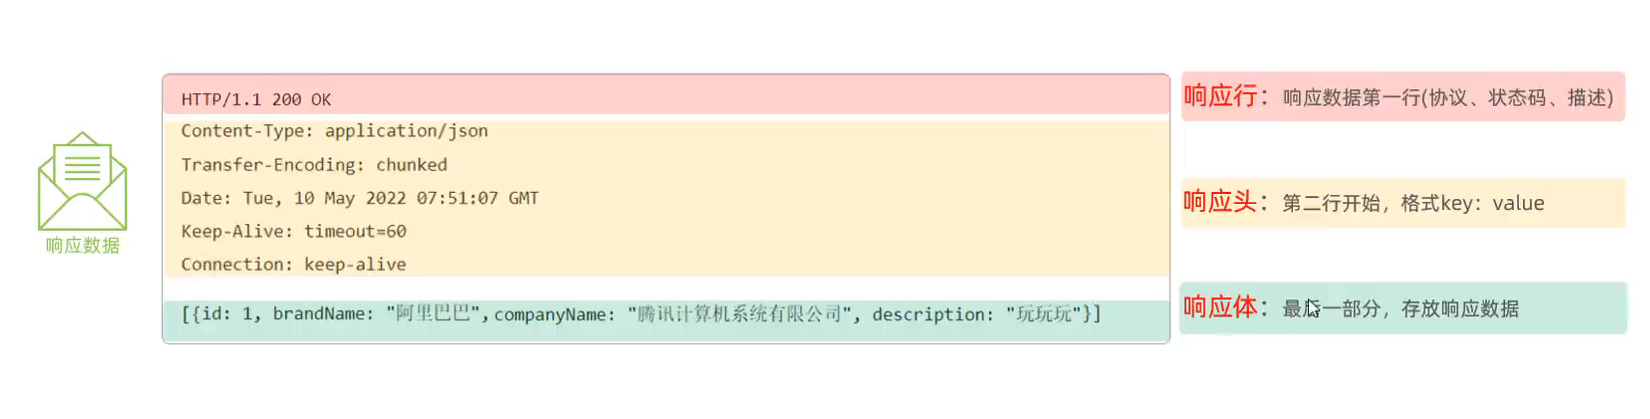 HTTP/1.1 200 OK
响应行：响应数据第一行(协议、状态码、描述)
Content-Type: application/json
Transfer-Encoding: chunked
Date: Tue, 10 May 2022 07:51:07 GMT
Keep-Alive: timeout=60
Connection: keep-alive
响应头：第二行开始，格式key：value
响应数据
[{id: 1, brandName: "阿里巴巴",companyName: "腾讯计算机系统有限公司", description: "玩玩玩"}]
响应体：最后一部分，存放响应数据